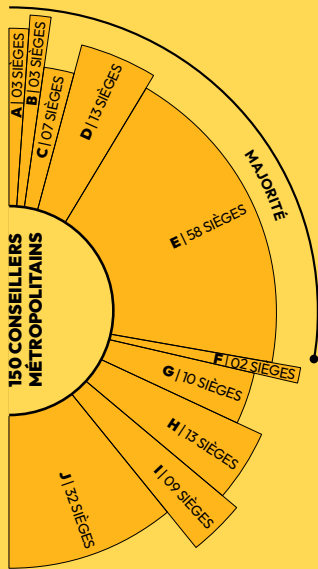 A | 03 SIÈGES
B | 03 SIÈGES
C | 07 SIÈGES
D | 13 SIÈGES
E | 58 SIÈGES
MAJORITÉ
F | 02 SIÈGES
G | 10 SIÈGES
H | 13 SIÈGES
I | 09 SIÈGES
J | 32 SIÈGES
150 CONSEILLERS
MÉTROPOLITAINS